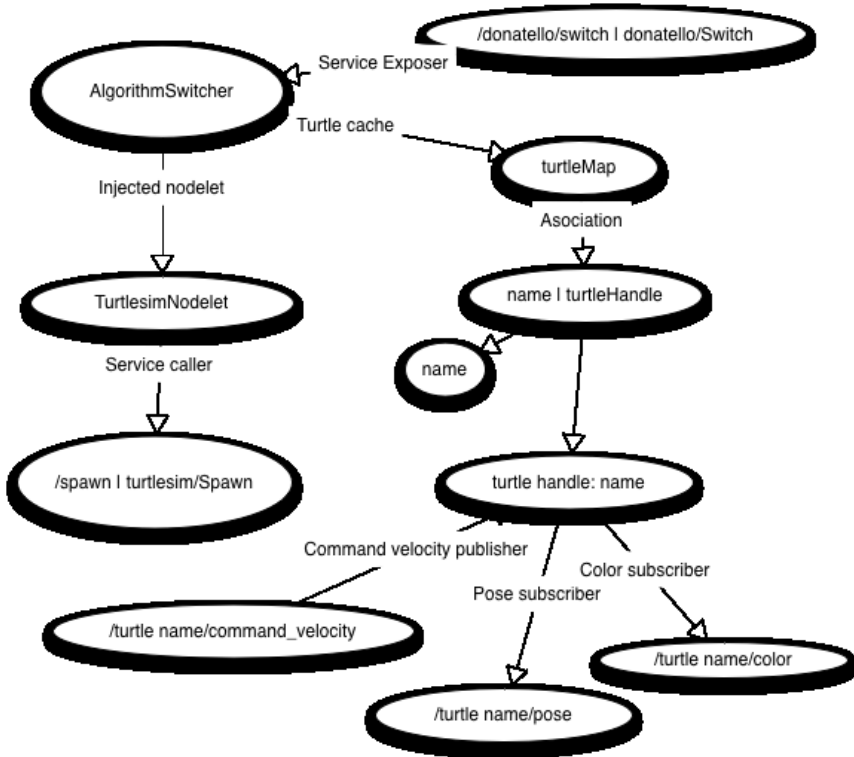 /donatello/switch | donatello/Switch
Service Exposer
AlgorithmSwitcher
Turtle cache
turtleMap
Injected nodelet
Asociation
TurtlesimNodelet
name | turtleHandle
Service caller
name
/spawn | turtlesim/Spawn
turtle handle: name
Command velocity publisher
Color subscriber
Pose subscriber
/turtle name/command_velocity
/turtle name/color
/turtle name/pose